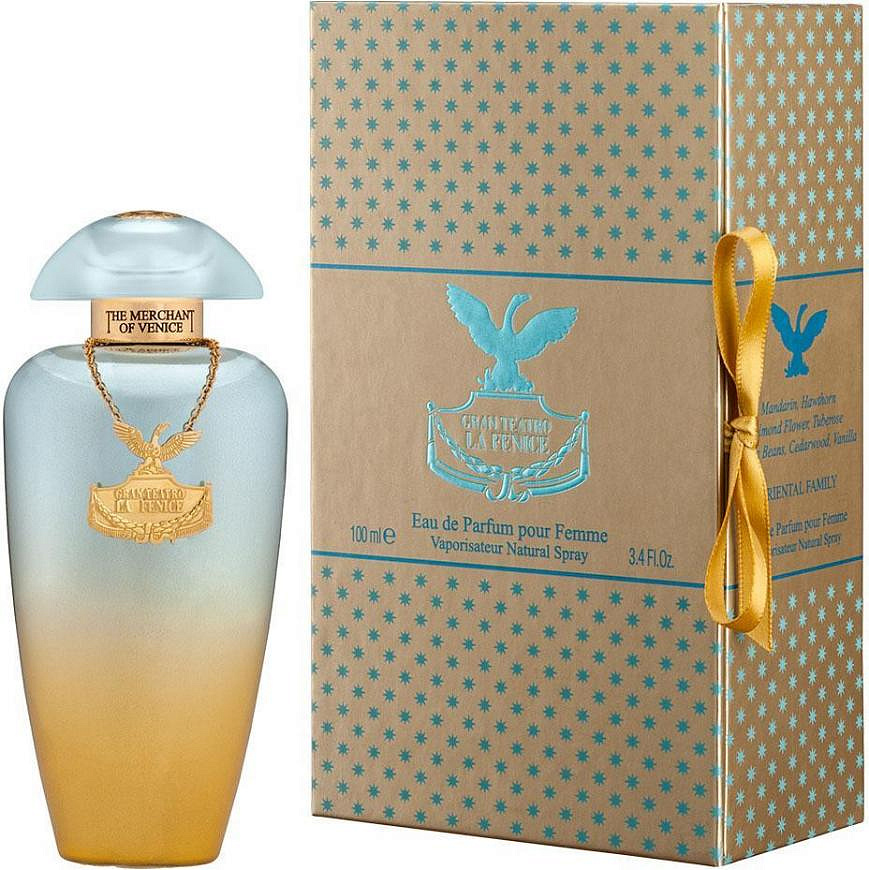 THE MERCHANT
OF VENICE
GRAN TEATRO
LA FENICE
GRAN TEATRO
LA FENICE
100 ml e
Eau de Parfum pour Femme
Vaporisateur Natural Spray
3.4 Fl.Oz.
Mandarin, Hawthorn
Flower, Tuberose
Beans, Cedarwood, Vanilla
FAMILY
Parfum pour Femme
Natural Spray